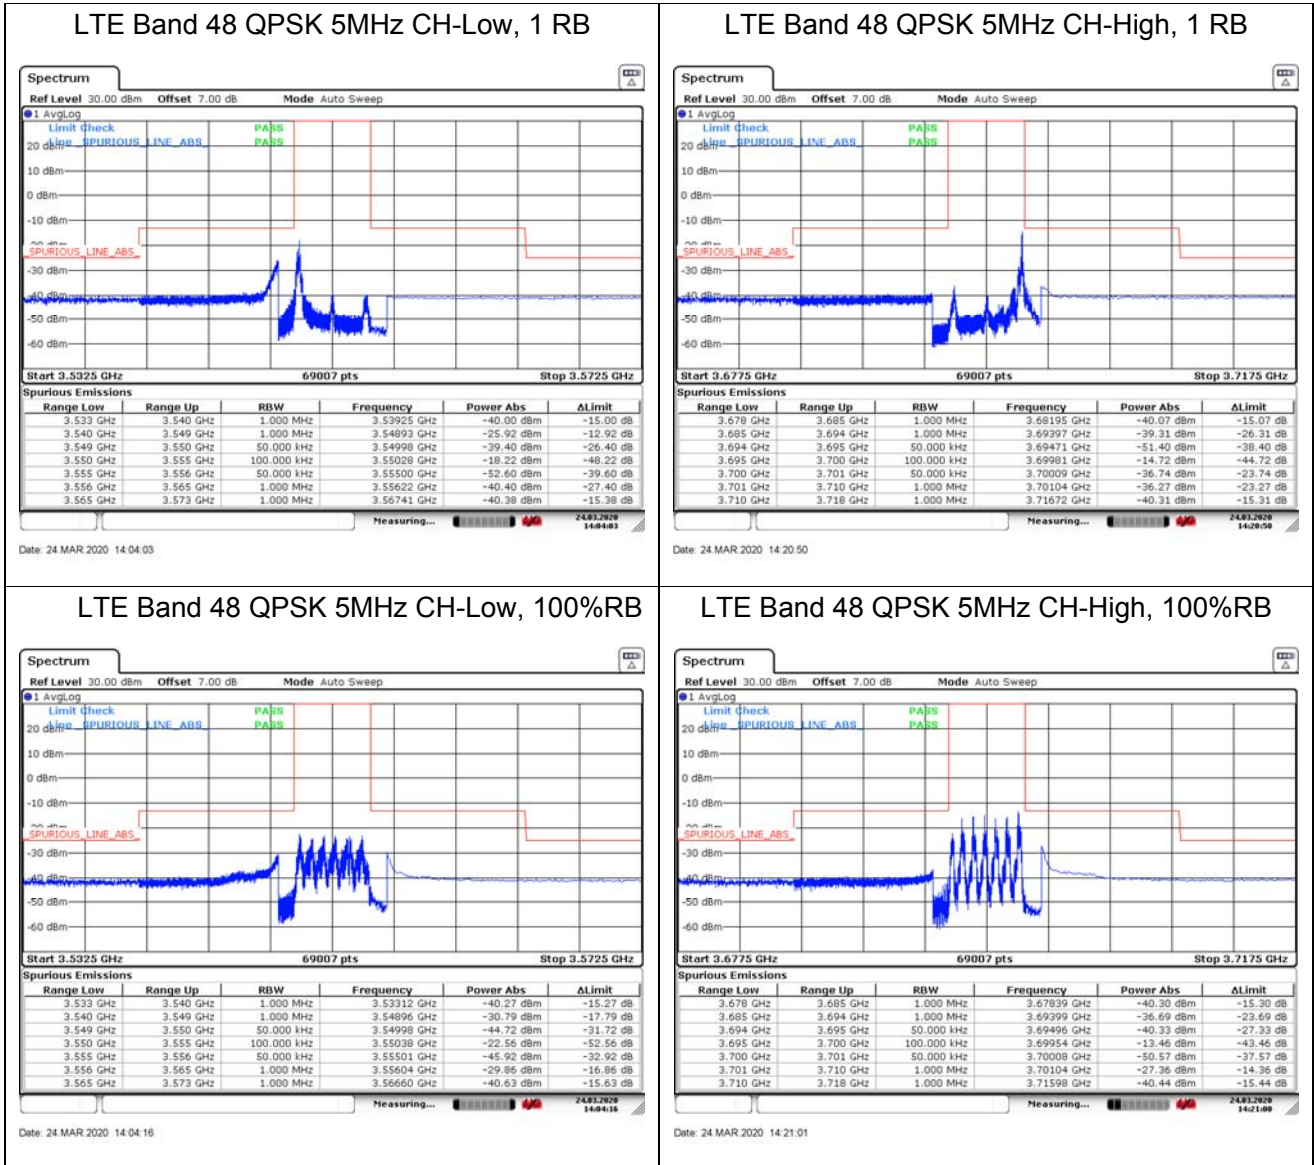 LTE Band 48 QPSK 5MHz CH-Low, 1 RB
Spectrum
Ref Level 30.00 dBm Offset 7.00 dB Mode Auto Sweep
1 AvgLog
Limit Check PASS
Line _SPURIOUS_LINE_ABS_ PASS
20 dBm
10 dBm
0 dBm
-10 dBm
-20 dBm
_SPURIOUS_LINE_ABS_
-30 dBm
-40 dBm
-50 dBm
-60 dBm
Start 3.5325 GHz 69007 pts Stop 3.5725 GHz
Spurious Emissions
Range Low Range Up RBW Frequency Power Abs ΔLimit
3.533 GHz 3.540 GHz 1.000 MHz 3.53925 GHz -40.00 dBm -15.00 dB
3.540 GHz 3.549 GHz 1.000 MHz 3.54893 GHz -25.92 dBm -12.92 dB
3.549 GHz 3.550 GHz 50.000 kHz 3.54998 GHz -39.40 dBm -26.40 dB
3.550 GHz 3.555 GHz 100.000 kHz 3.55028 GHz -18.22 dBm -48.22 dB
3.555 GHz 3.556 GHz 50.000 kHz 3.55500 GHz -52.60 dBm -39.60 dB
3.556 GHz 3.565 GHz 1.000 MHz 3.55622 GHz -40.40 dBm -27.40 dB
3.565 GHz 3.573 GHz 1.000 MHz 3.56741 GHz -40.38 dBm -15.38 dB
Measuring... 24.03.2020
14:04:03
Date: 24.MAR.2020 14:04:03
LTE Band 48 QPSK 5MHz CH-High, 1 RB
Spectrum
Ref Level 30.00 dBm Offset 7.00 dB Mode Auto Sweep
1 AvgLog
Limit Check PASS
Line _SPURIOUS_LINE_ABS_ PASS
20 dBm
10 dBm
0 dBm
-10 dBm
-20 dBm
_SPURIOUS_LINE_ABS_
-30 dBm
-40 dBm
-50 dBm
-60 dBm
Start 3.6775 GHz 69007 pts Stop 3.7175 GHz
Spurious Emissions
Range Low Range Up RBW Frequency Power Abs ΔLimit
3.678 GHz 3.685 GHz 1.000 MHz 3.68195 GHz -40.07 dBm -15.07 dB
3.685 GHz 3.694 GHz 1.000 MHz 3.69397 GHz -39.31 dBm -26.31 dB
3.694 GHz 3.695 GHz 50.000 kHz 3.69471 GHz -51.40 dBm -38.40 dB
3.695 GHz 3.700 GHz 100.000 kHz 3.69981 GHz -14.72 dBm -44.72 dB
3.700 GHz 3.701 GHz 50.000 kHz 3.70009 GHz -36.74 dBm -23.74 dB
3.701 GHz 3.710 GHz 1.000 MHz 3.70104 GHz -36.27 dBm -23.27 dB
3.710 GHz 3.718 GHz 1.000 MHz 3.71672 GHz -40.31 dBm -15.31 dB
Measuring... 24.03.2020
14:20:50
Date: 24.MAR.2020 14:20:50
LTE Band 48 QPSK 5MHz CH-Low, 100%RB
Spectrum
Ref Level 30.00 dBm Offset 7.00 dB Mode Auto Sweep
1 AvgLog
Limit Check PASS
Line _SPURIOUS_LINE_ABS_ PASS
20 dBm
10 dBm
0 dBm
-10 dBm
-20 dBm
_SPURIOUS_LINE_ABS_
-30 dBm
-40 dBm
-50 dBm
-60 dBm
Start 3.5325 GHz 69007 pts Stop 3.5725 GHz
Spurious Emissions
Range Low Range Up RBW Frequency Power Abs ΔLimit
3.533 GHz 3.540 GHz 1.000 MHz 3.53312 GHz -40.27 dBm -15.27 dB
3.540 GHz 3.549 GHz 1.000 MHz 3.54896 GHz -30.79 dBm -17.79 dB
3.549 GHz 3.550 GHz 50.000 kHz 3.54998 GHz -44.72 dBm -31.72 dB
3.550 GHz 3.555 GHz 100.000 kHz 3.55038 GHz -22.56 dBm -52.56 dB
3.555 GHz 3.556 GHz 50.000 kHz 3.55501 GHz -45.92 dBm -32.92 dB
3.556 GHz 3.565 GHz 1.000 MHz 3.55604 GHz -29.86 dBm -16.86 dB
3.565 GHz 3.573 GHz 1.000 MHz 3.56660 GHz -40.63 dBm -15.63 dB
Measuring... 24.03.2020
14:04:16
Date: 24.MAR.2020 14:04:16
LTE Band 48 QPSK 5MHz CH-High, 100%RB
Spectrum
Ref Level 30.00 dBm Offset 7.00 dB Mode Auto Sweep
1 AvgLog
Limit Check PASS
Line _SPURIOUS_LINE_ABS_ PASS
20 dBm
10 dBm
0 dBm
-10 dBm
-20 dBm
_SPURIOUS_LINE_ABS_
-30 dBm
-40 dBm
-50 dBm
-60 dBm
Start 3.6775 GHz 69007 pts Stop 3.7175 GHz
Spurious Emissions
Range Low Range Up RBW Frequency Power Abs ΔLimit
3.678 GHz 3.685 GHz 1.000 MHz 3.67839 GHz -40.30 dBm -15.30 dB
3.685 GHz 3.694 GHz 1.000 MHz 3.69399 GHz -36.69 dBm -23.69 dB
3.694 GHz 3.695 GHz 50.000 kHz 3.69496 GHz -40.33 dBm -27.33 dB
3.695 GHz 3.700 GHz 100.000 kHz 3.69954 GHz -13.46 dBm -43.46 dB
3.700 GHz 3.701 GHz 50.000 kHz 3.70008 GHz -50.57 dBm -37.57 dB
3.701 GHz 3.710 GHz 1.000 MHz 3.70104 GHz -27.36 dBm -14.36 dB
3.710 GHz 3.718 GHz 1.000 MHz 3.71598 GHz -40.44 dBm -15.44 dB
Measuring... 24.03.2020
14:21:00
Date: 24.MAR.2020 14:21:01